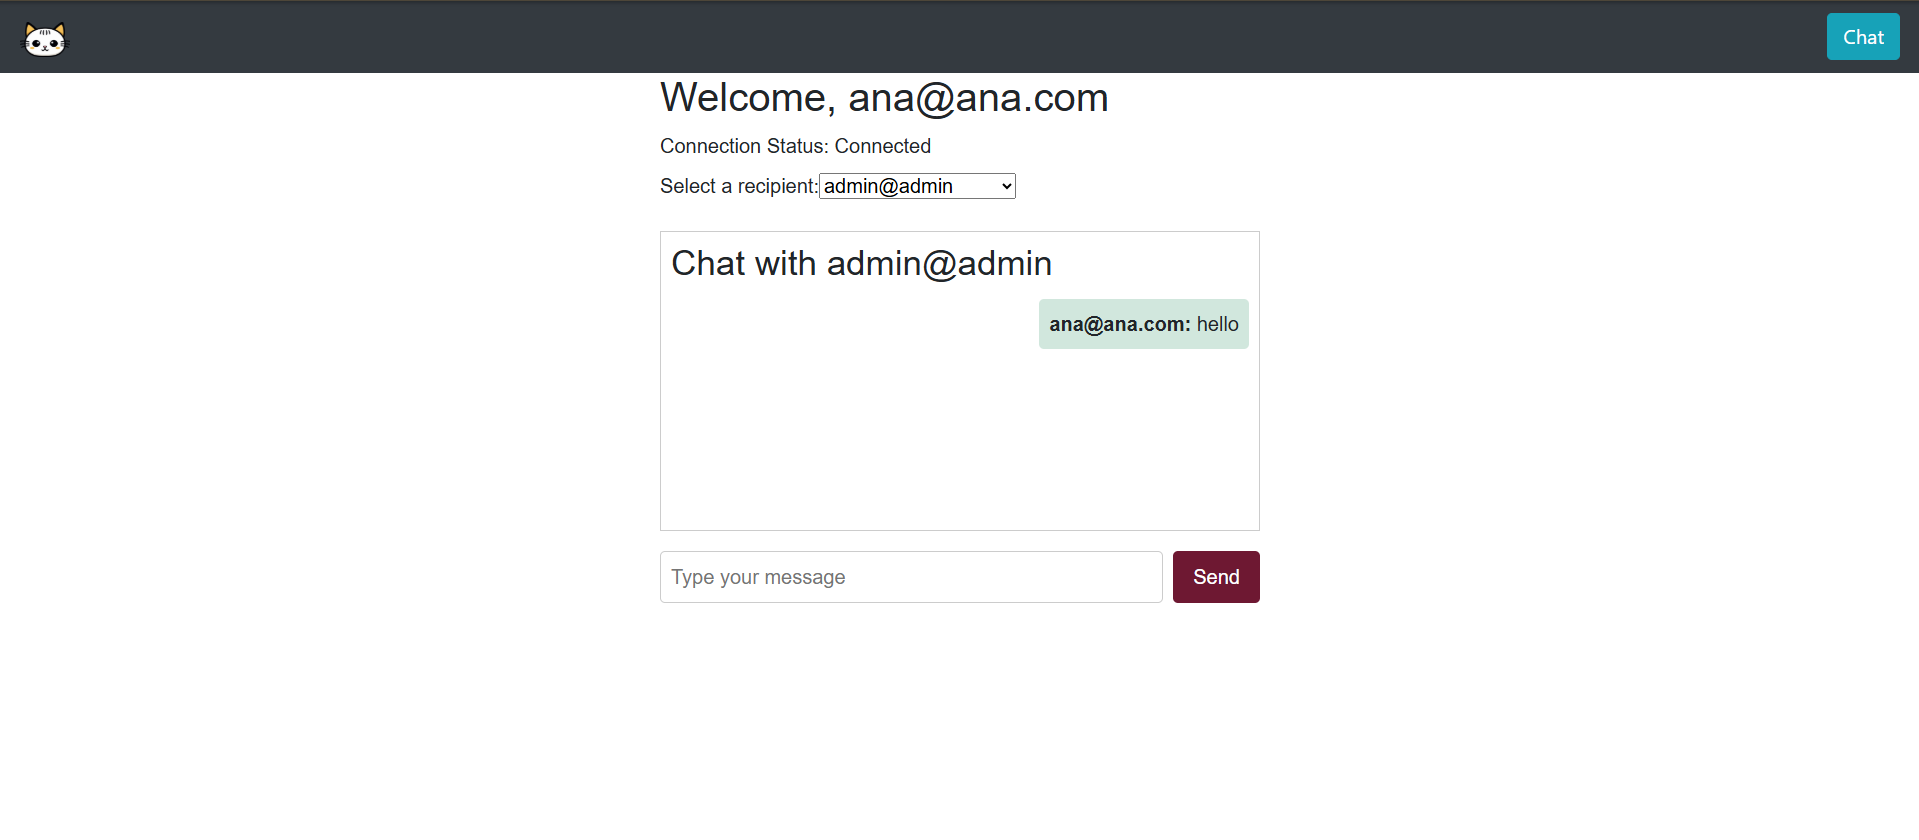 Chat
Welcome, ana@ana.com
Connection Status: Connected
Select a recipient: admin@admin
Chat with admin@admin
ana@ana.com: hello
Type your message
Send